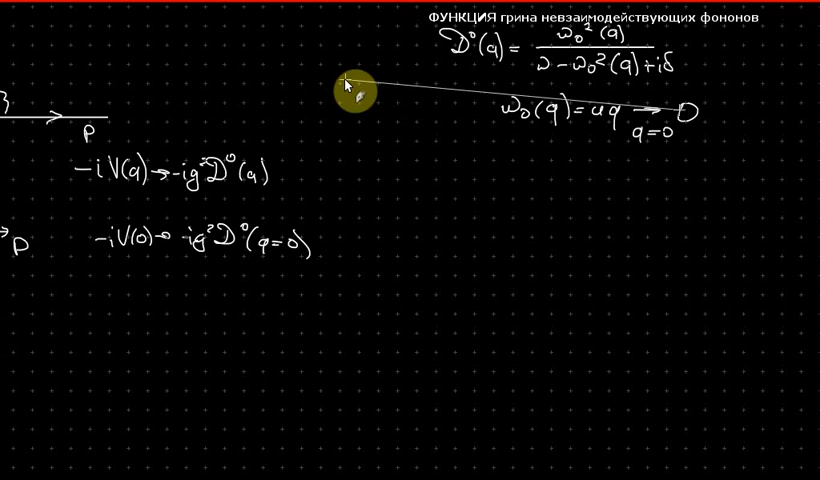 ФУНКЦИЯ грина невзаимодействующих фононов
D⁰(q) = ω₀²(q) / ω − ω₀²(q) + iδ
ω₀(q) = uq → 0
q=0
p
−iV(q) → −ig²D⁰(q)
p
−iV(0) → −ig²D⁰(q=0)